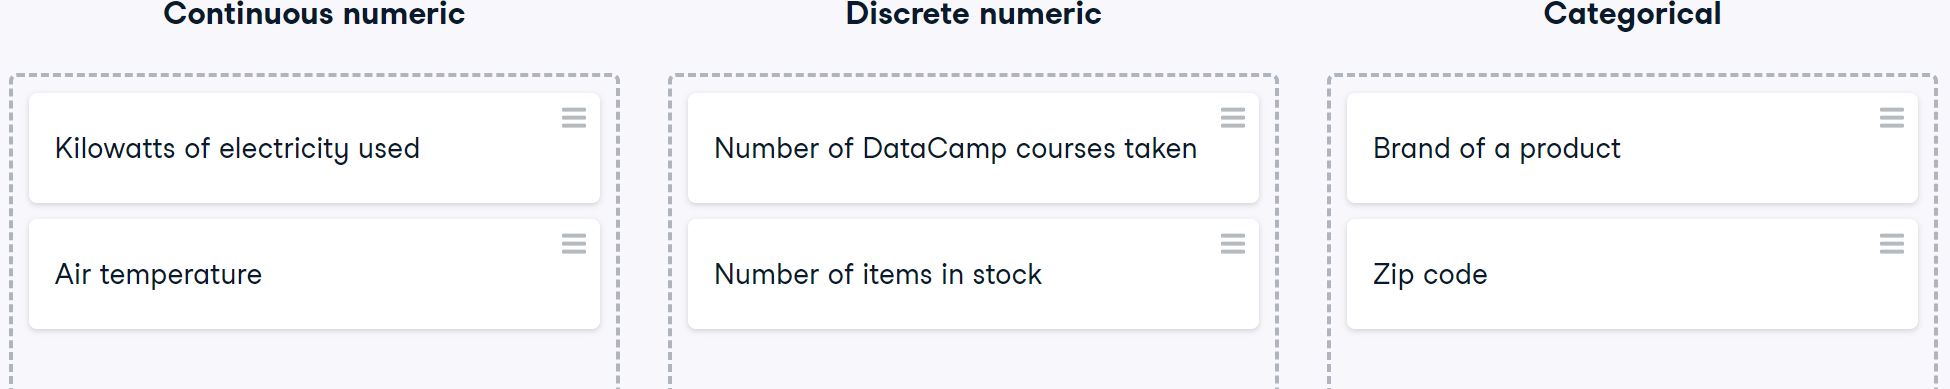 Continuous numeric
Kilowatts of electricity used
Air temperature
Discrete numeric
Number of DataCamp courses taken
Number of items in stock
Categorical
Brand of a product
Zip code